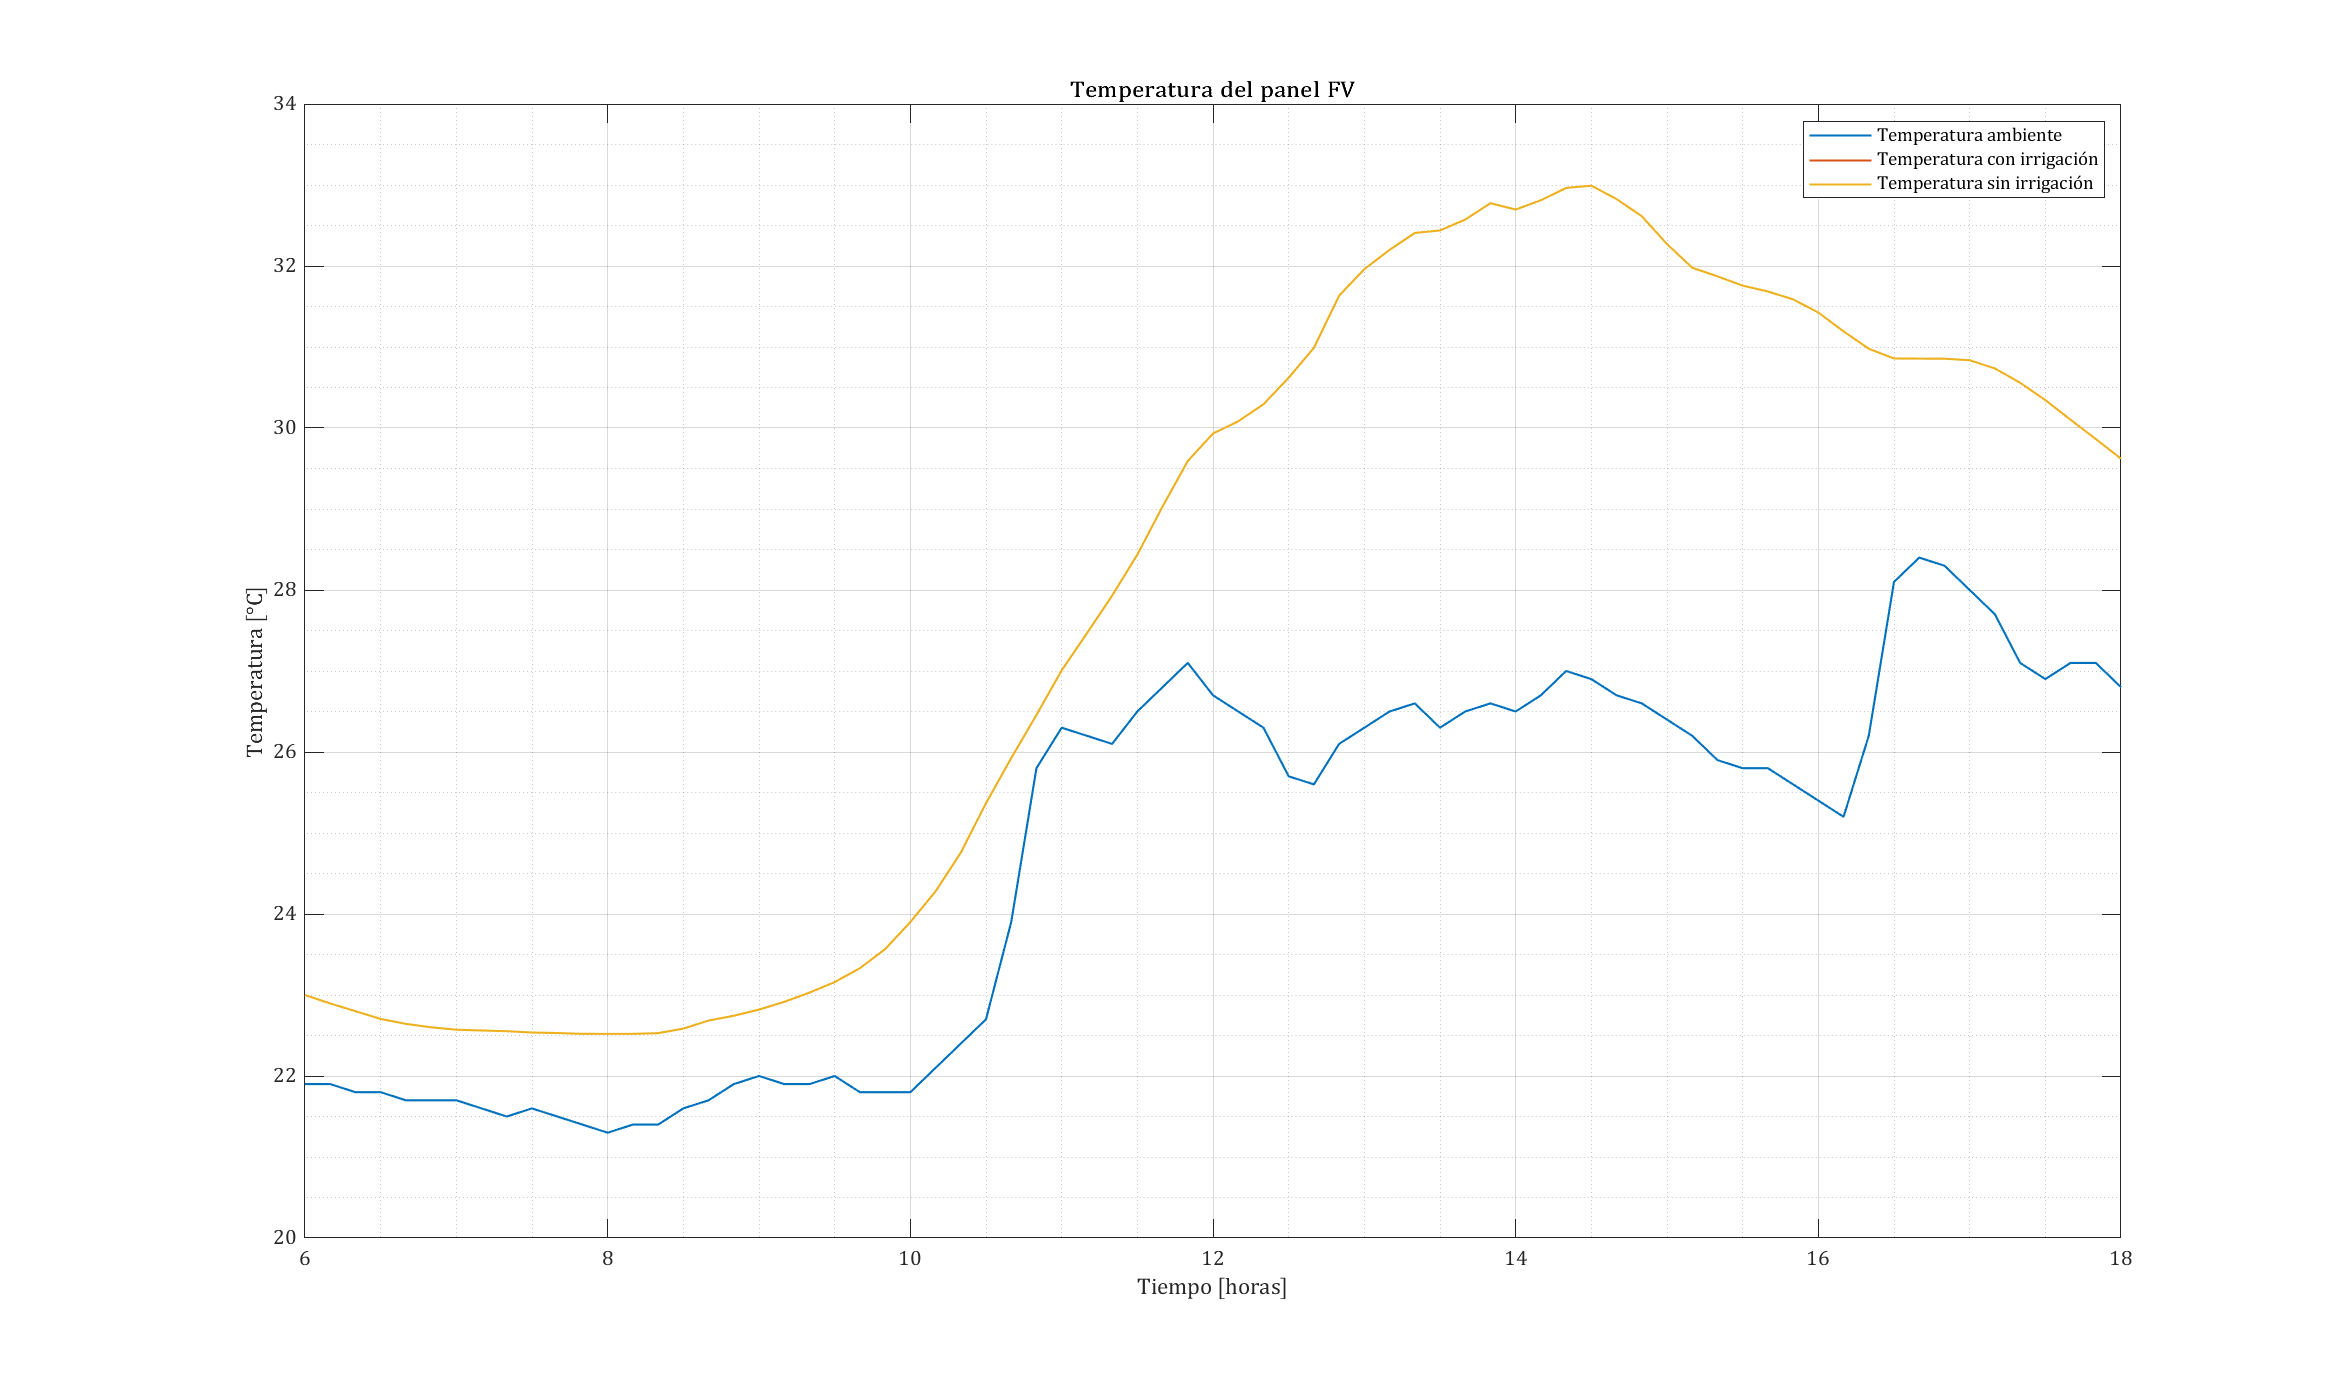 Temperatura del panel FV
34
32
30
28
26
24
22
20
Temperatura [°C]
Temperatura ambiente
Temperatura con irrigación
Temperatura sin irrigación
6 8 10 12 14 16 18
Tiempo [horas]